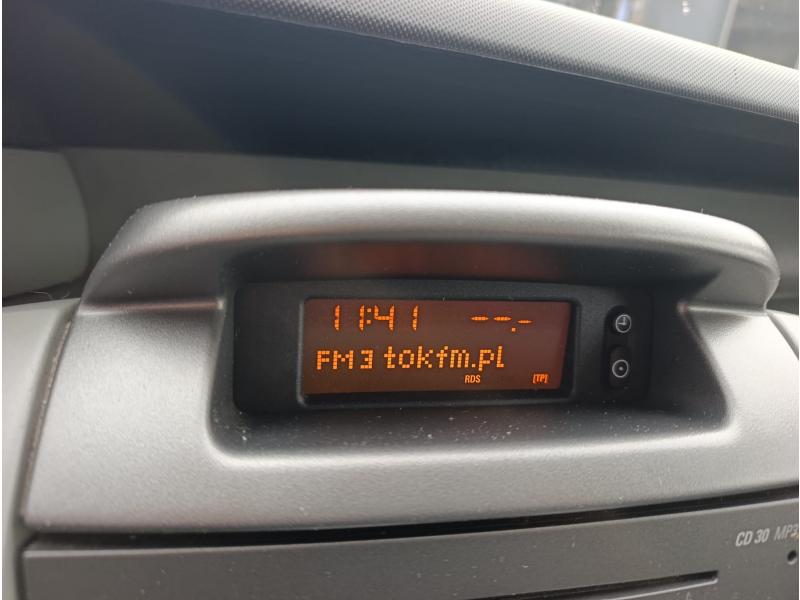 11:41 --.-
FM3 tokfm.pl
RDS [TP]
CD 30 MP3